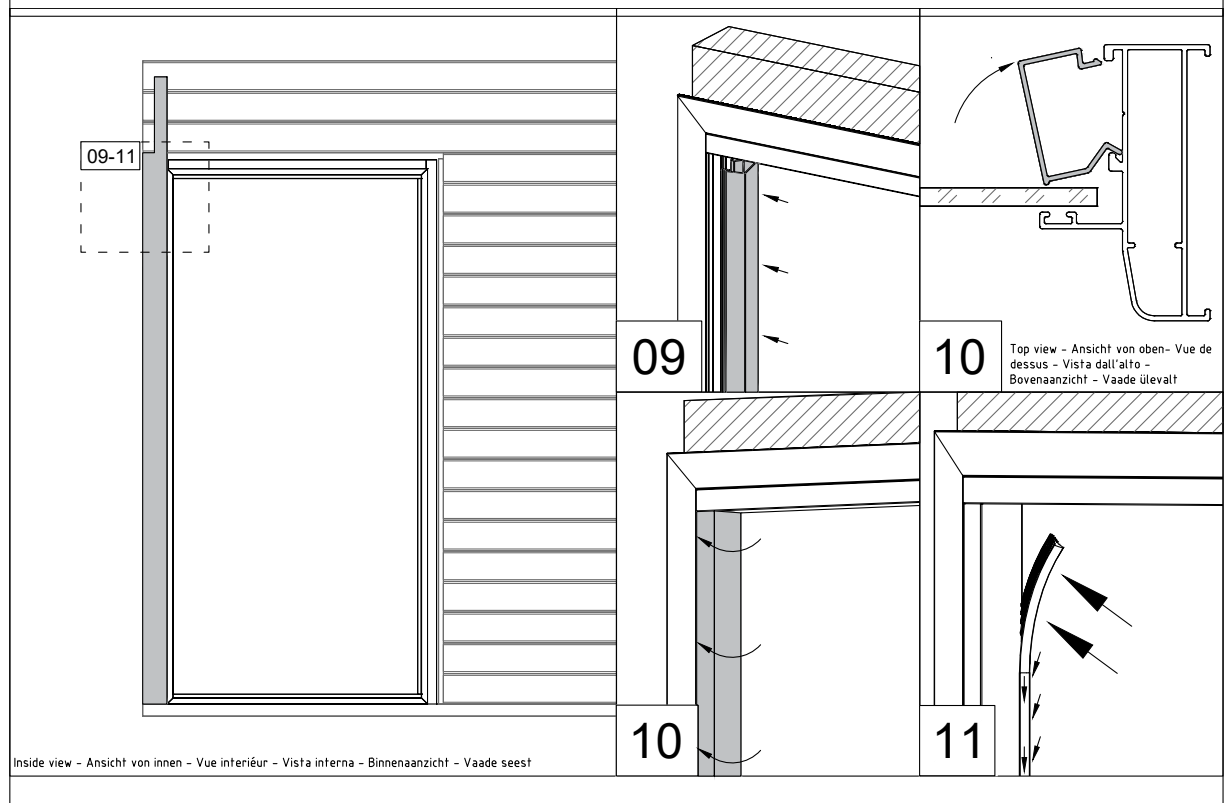 09-11
09
10
Top view - Ansicht von oben- Vue de
dessus - Vista dall'alto -
Bovenaanzicht - Vaade ülevalt
10
11
Inside view - Ansicht von innen - Vue interiéur - Vista interna - Binnenaanzicht - Vaade seest